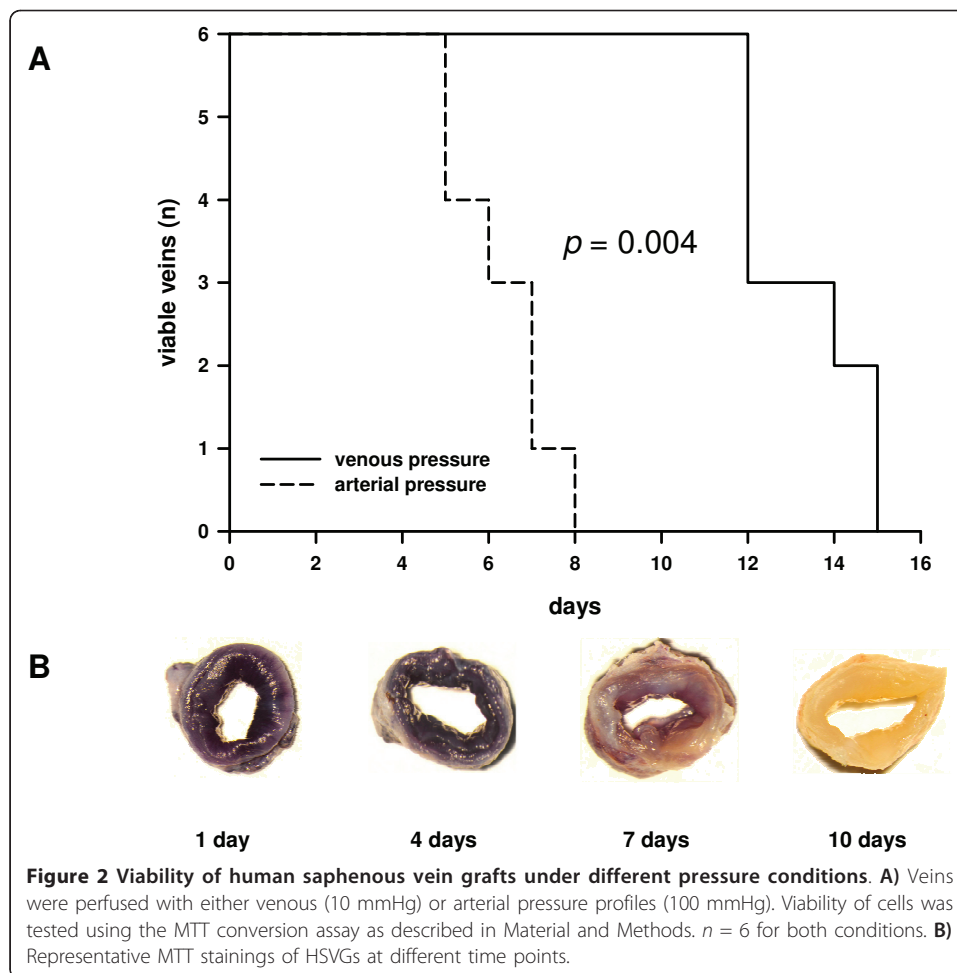 A
6
5
4
3
2
1
0
viable veins (n)
p = 0.004
venous pressure
arterial pressure
0 2 4 6 8 10 12 14 16
days
B
1 day 4 days 7 days 10 days
Figure 2 Viability of human saphenous vein grafts under different pressure conditions. A) Veins
were perfused with either venous (10 mmHg) or arterial pressure profiles (100 mmHg). Viability of cells was
tested using the MTT conversion assay as described in Material and Methods. n = 6 for both conditions. B)
Representative MTT stainings of HSVGs at different time points.